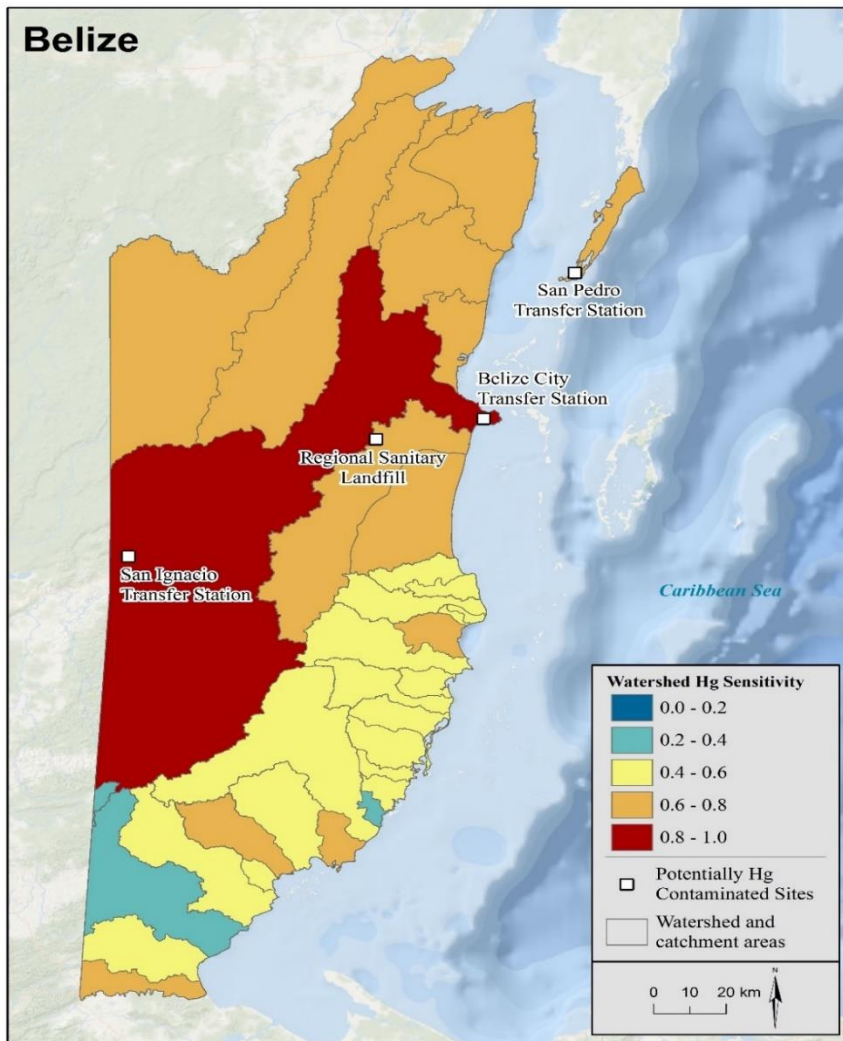 Belize
San Pedro
Transfer Station
Belize City
Transfer Station
Regional Sanitary
Landfill
San Ignacio
Transfer Station
Caribbean Sea
Watershed Hg Sensitivity
0.0 - 0.2
0.2 - 0.4
0.4 - 0.6
0.6 - 0.8
0.8 - 1.0
Potentially Hg
Contaminated Sites
Watershed and
catchment areas
N
0 10 20 km